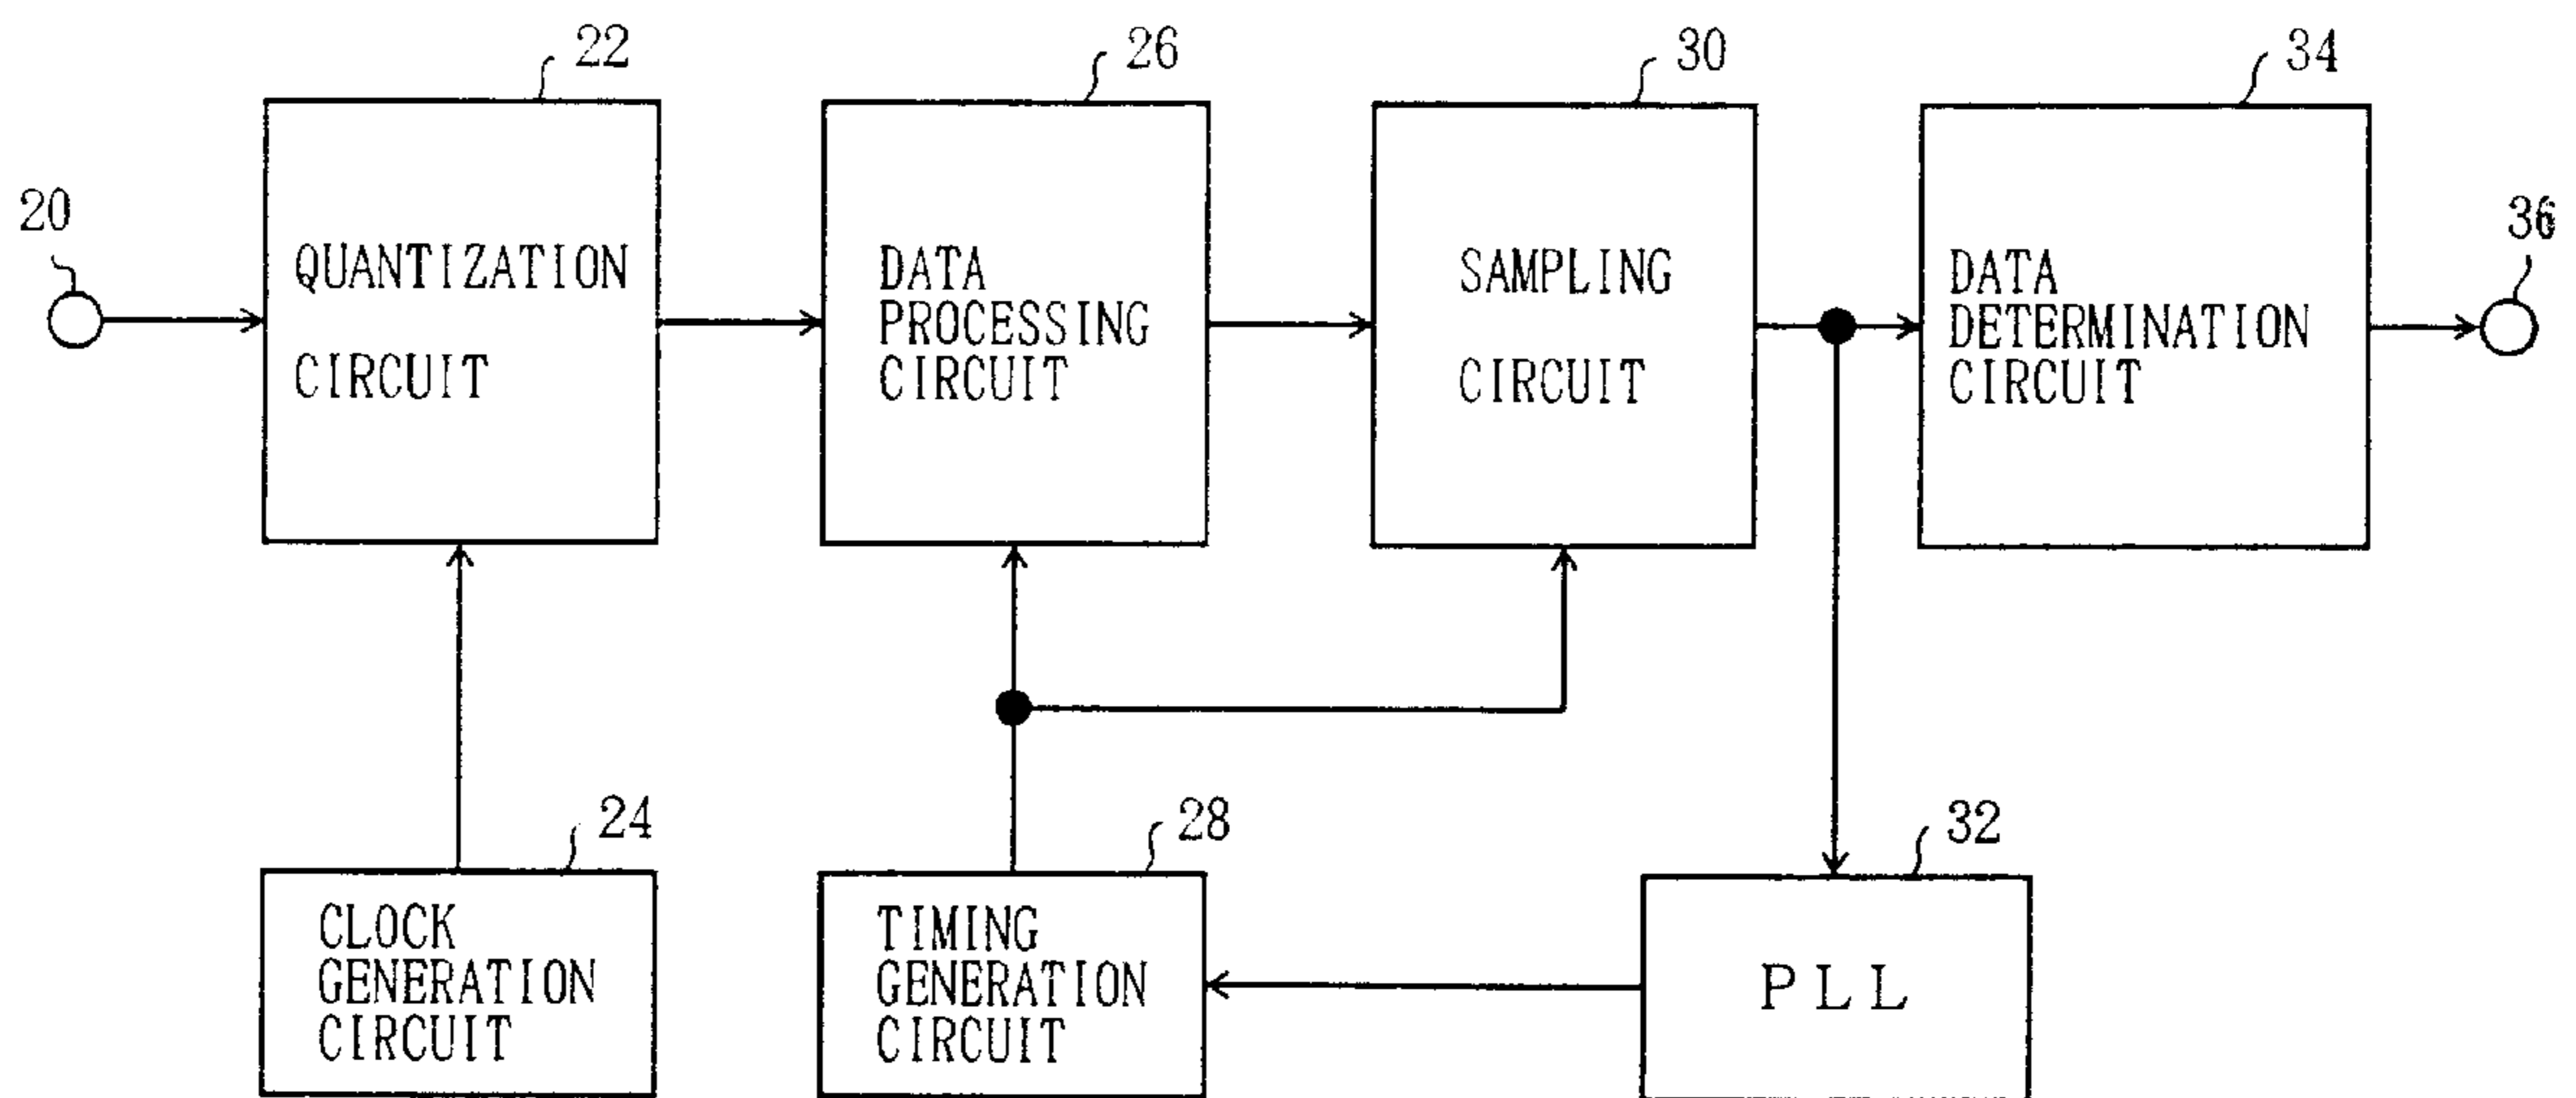 22
26
30
34
20
36
QUANTIZATION
CIRCUIT
DATA
PROCESSING
CIRCUIT
SAMPLING
CIRCUIT
DATA
DETERMINATION
CIRCUIT
24
28
32
CLOCK
GENERATION
CIRCUIT
TIMING
GENERATION
CIRCUIT
PLL